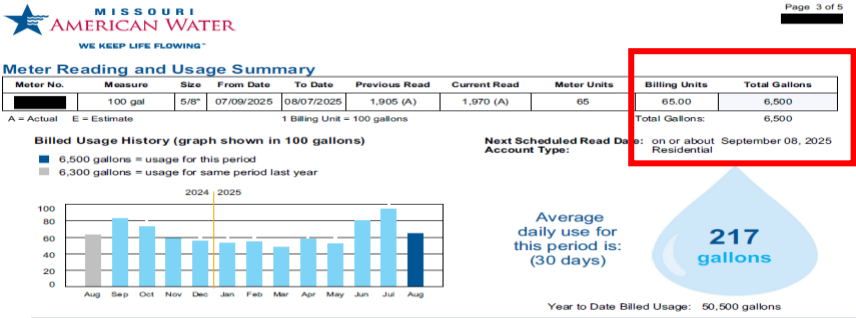 Page 3 of 5
MISSOURI
AMERICAN WATER
WE KEEP LIFE FLOWING™
Meter Reading and Usage Summary
Meter No. Measure Size From Date To Date Previous Read Current Read Meter Units Billing Units Total Gallons
100 gal 5/8" 07/09/2025 08/07/2025 1,905 (A) 1,970 (A) 65 65.00 6,500
A = Actual E = Estimate 1 Billing Unit = 100 gallons Total Gallons: 6,500
Billed Usage History (graph shown in 100 gallons)
6,500 gallons = usage for this period
6,300 gallons = usage for same period last year
Next Scheduled Read Date: on or about September 08, 2025
Account Type: Residential
2024 2025
100
80
60
40
20
0
Aug Sep Oct Nov Dec Jan Feb Mar Apr May Jun Jul Aug
Average
daily use for
this period is:
(30 days)
217
gallons
Year to Date Billed Usage: 50,500 gallons